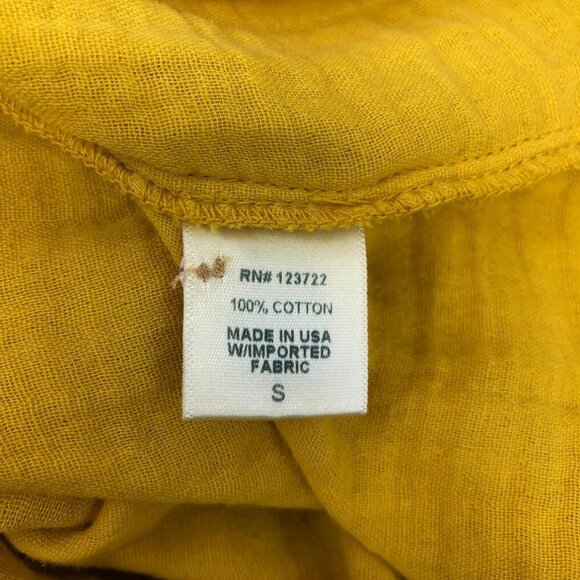 RN# 123722
100% COTTON
MADE IN USA
W/IMPORTED
FABRIC
S